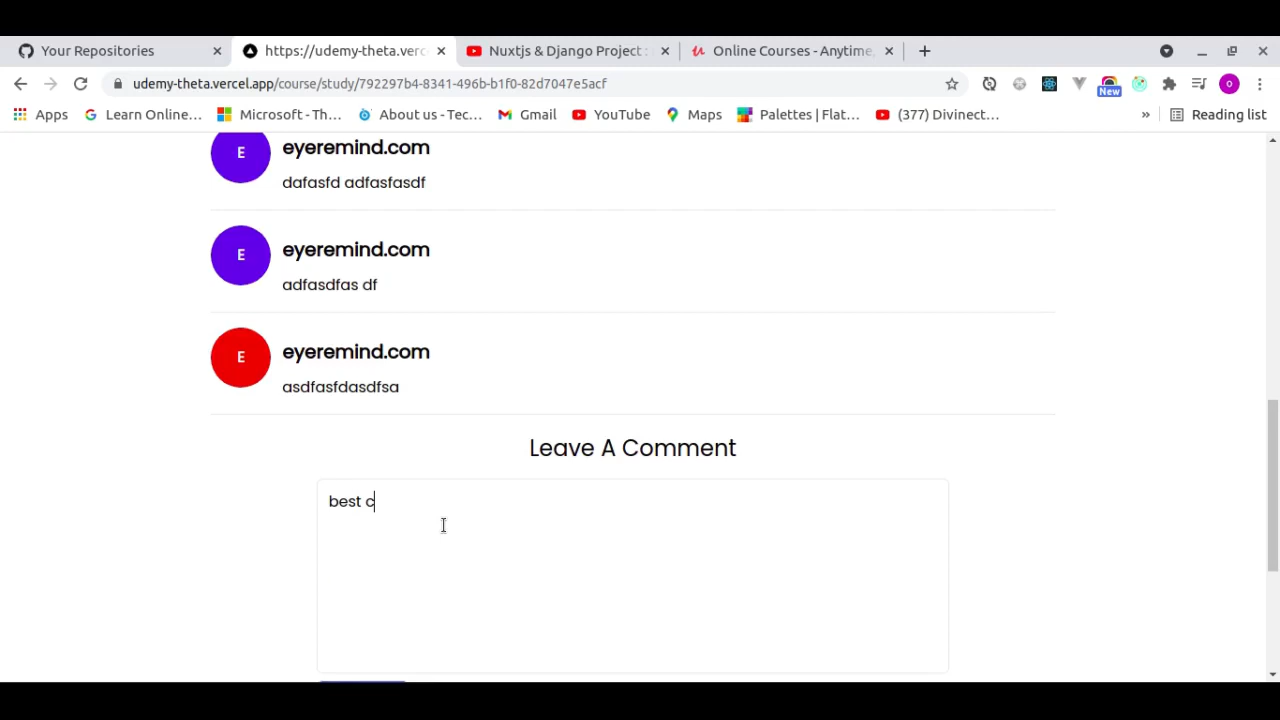 Your Repositories
https://udemy-theta.verc
Nuxtjs & Django Project :
Online Courses - Anytime,
udemy-theta.vercel.app/course/study/792297b4-8341-496b-b1f0-82d7047e5acf
O
New
Apps
Learn Online...
Microsoft - Th...
About us - Tec...
Gmail
YouTube
Maps
Palettes | Flat...
(377) Divinect...
»
Reading list
E
eyeremind.com
dafasfd adfasfasdf
E
eyeremind.com
adfasdfas df
E
eyeremind.com
asdfasfdasdfsa
Leave A Comment
best c